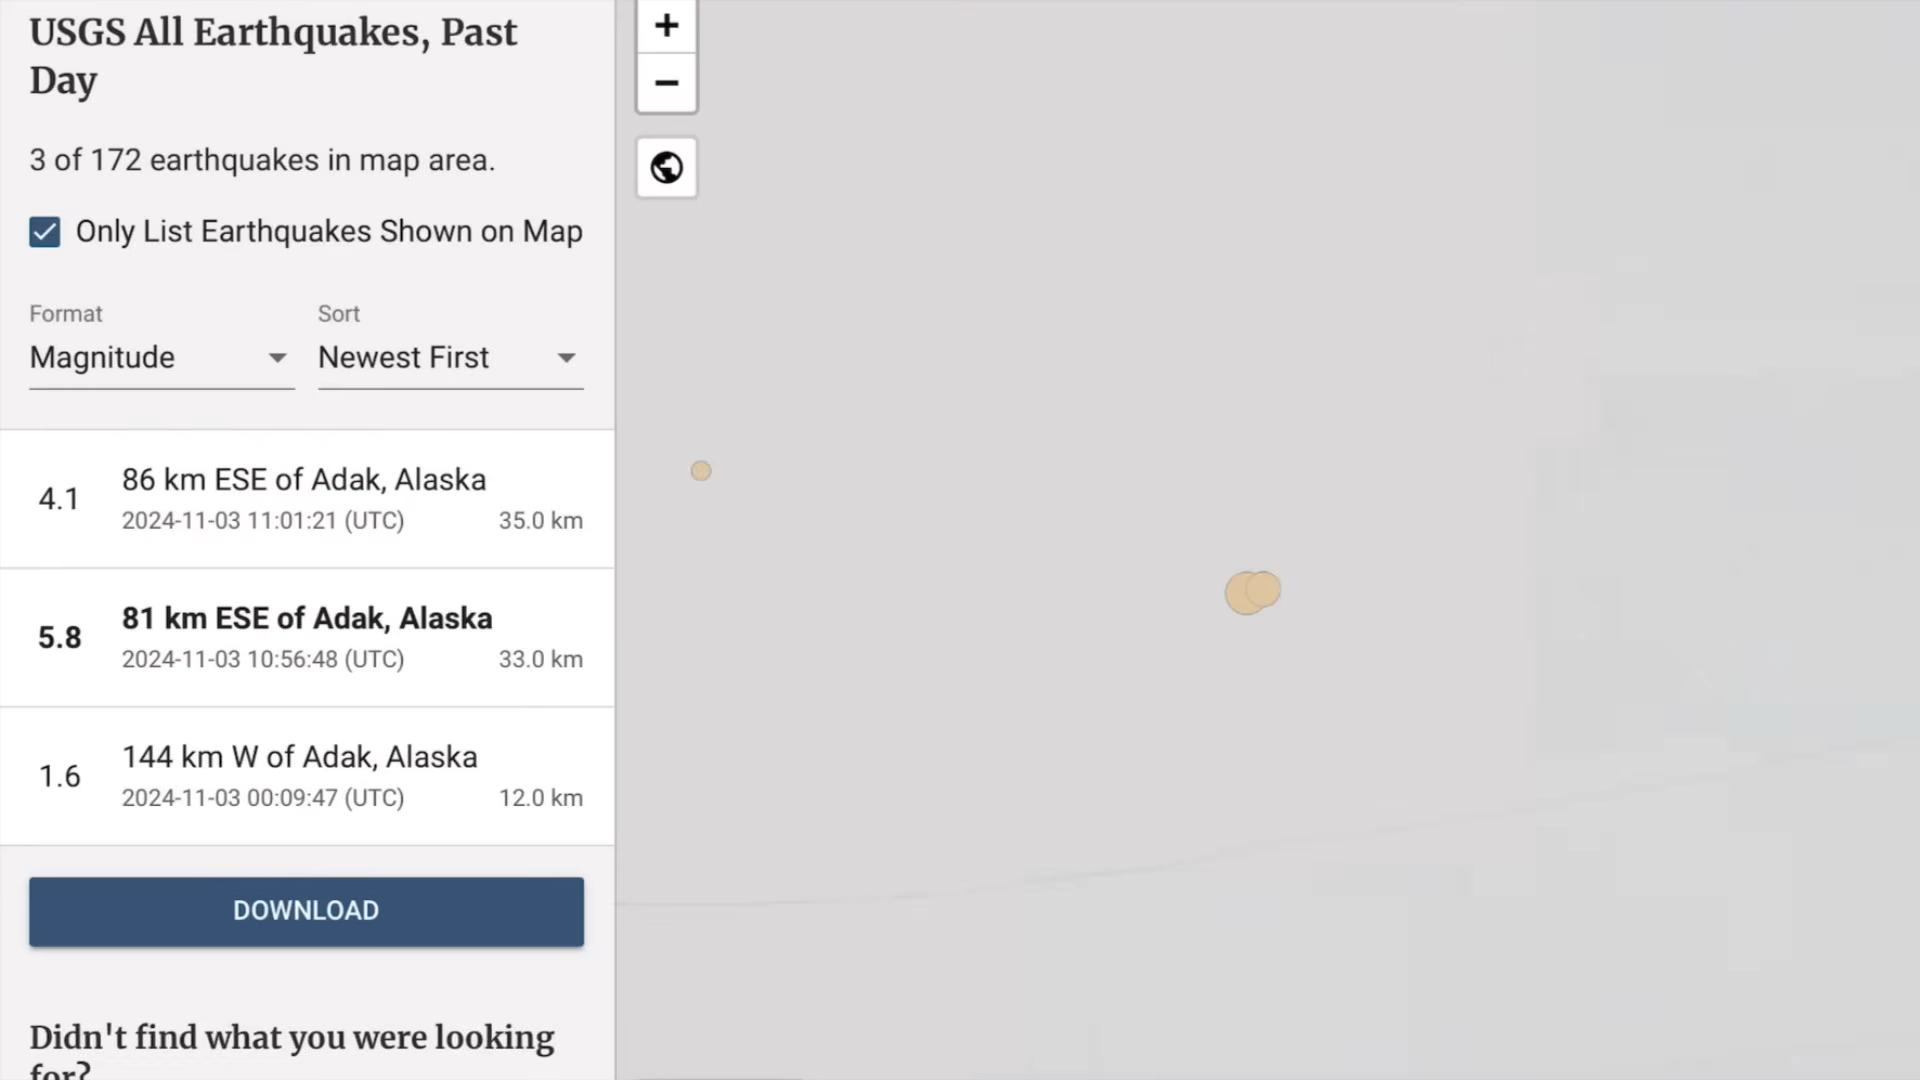 USGS All Earthquakes, Past
Day
3 of 172 earthquakes in map area.
Only List Earthquakes Shown on Map
Format
Sort
Magnitude
Newest First
4.1
86 km ESE of Adak, Alaska
2024-11-03 11:01:21 (UTC)
35.0 km
5.8
81 km ESE of Adak, Alaska
2024-11-03 10:56:48 (UTC)
33.0 km
1.6
144 km W of Adak, Alaska
2024-11-03 00:09:47 (UTC)
12.0 km
DOWNLOAD
Didn't find what you were looking
for?
+
−